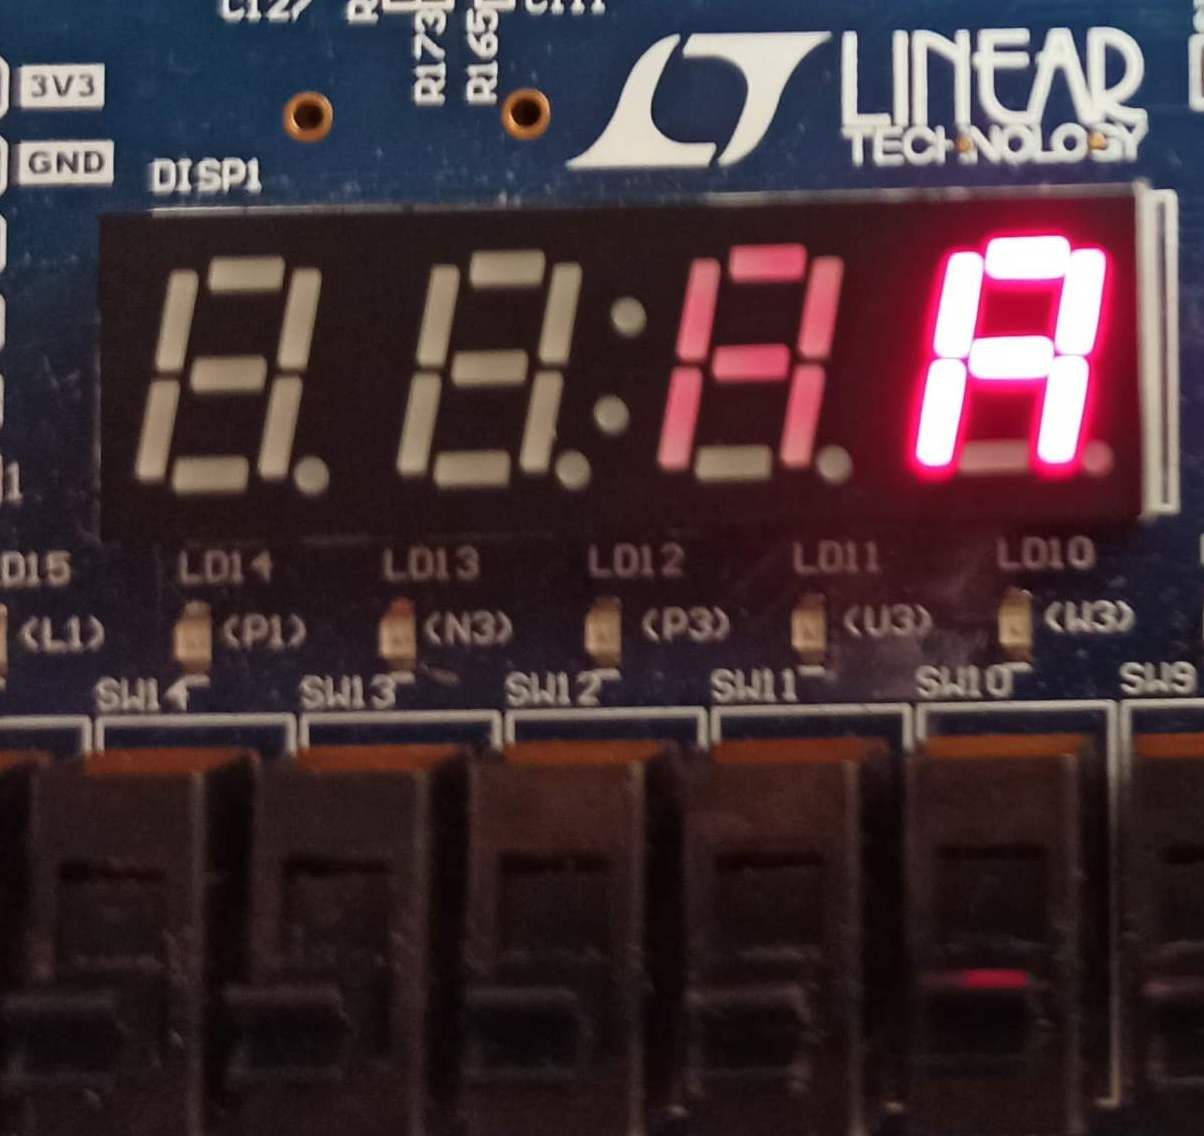 R173
R165
3V3
GND
DISP1
LINEAR
TECHNOLOGY
A A
LD14 LD13 LD12 LD11 LD10
(L1) (P1) (N3) (P3) (U3) (W3)
SW14 SW13 SW12 SW11 SW10 SW9